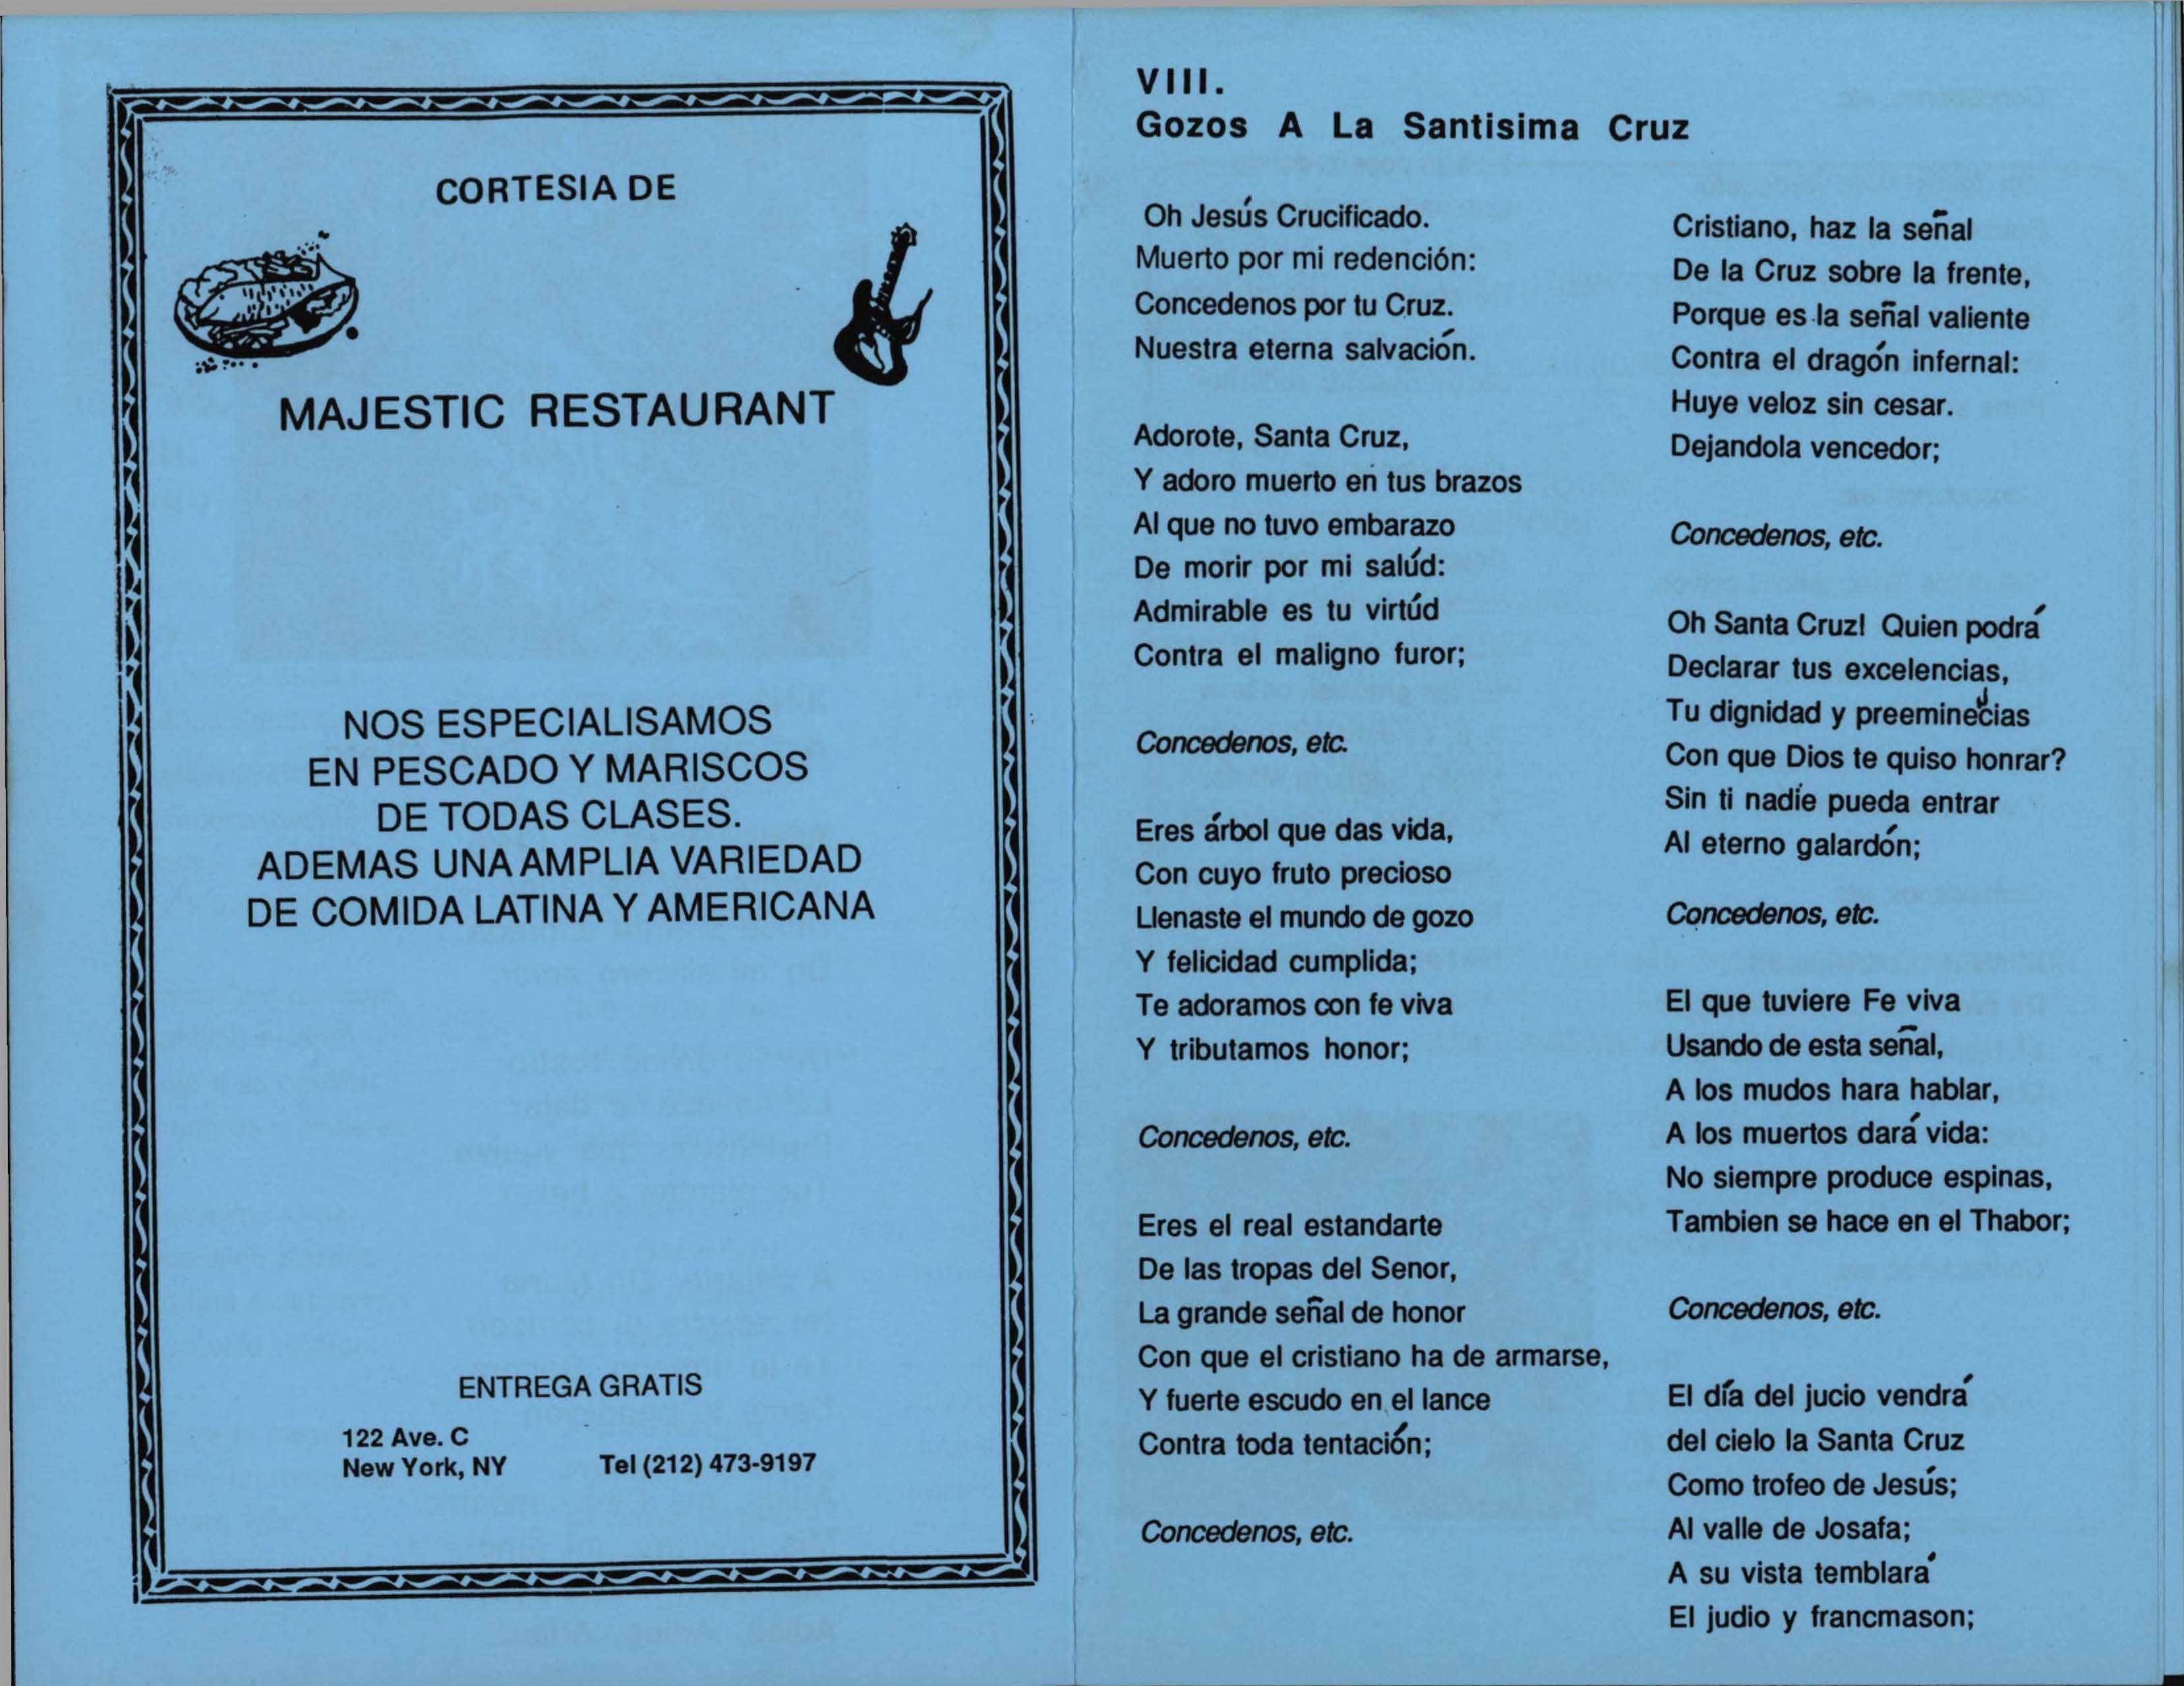 CORTESIA DE
MAJESTIC RESTAURANT
NOS ESPECIALISAMOS
EN PESCADO Y MARISCOS
DE TODAS CLASES.
ADEMAS UNA AMPLIA VARIEDAD
DE COMIDA LATINA Y AMERICANA
ENTREGA GRATIS
122 Ave. C
New York, NY Tel (212) 473-9197
VIII.
Gozos A La Santisima Cruz
Oh Jesús Crucificado.
Muerto por mi redención:
Concedenos por tu Cruz.
Nuestra eterna salvación.
Adorote, Santa Cruz,
Y adoro muerto en tus brazos
Al que no tuvo embarazo
De morir por mi salúd:
Admirable es tu virtúd
Contra el maligno furor;
Concedenos, etc.
Eres árbol que das vida,
Con cuyo fruto precioso
Llenaste el mundo de gozo
Y felicidad cumplida;
Te adoramos con fe viva
Y tributamos honor;
Concedenos, etc.
Eres el real estandarte
De las tropas del Senor,
La grande señal de honor
Con que el cristiano ha de armarse,
Y fuerte escudo en el lance
Contra toda tentación;
Concedenos, etc.
Cristiano, haz la señal
De la Cruz sobre la frente,
Porque es la señal valiente
Contra el dragón infernal:
Huye veloz sin cesar.
Dejandola vencedor;
Concedenos, etc.
Oh Santa Cruz! Quien podrá
Declarar tus excelencias,
Tu dignidad y preeminecias
Con que Dios te quiso honrar?
Sin ti nadie pueda entrar
Al eterno galardón;
Concedenos, etc.
El que tuviere Fe viva
Usando de esta señal,
A los mudos hara hablar,
A los muertos dará vida:
No siempre produce espinas,
Tambien se hace en el Thabor;
Concedenos, etc.
El día del jucio vendrá
del cielo la Santa Cruz
Como trofeo de Jesús;
Al valle de Josafa;
A su vista temblará
El judio y francmason;